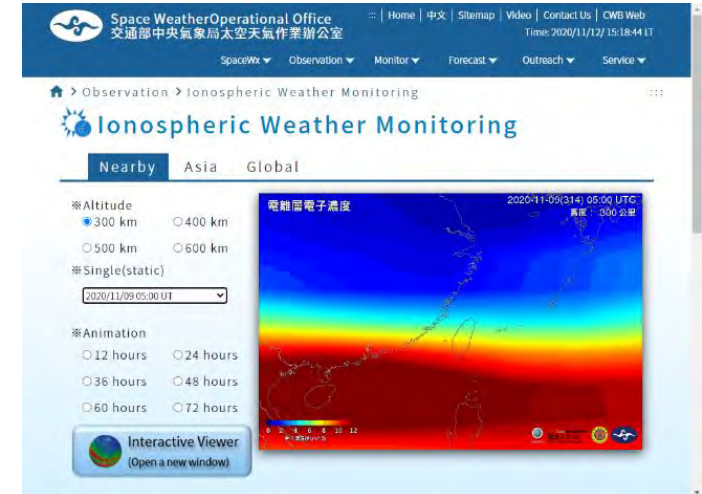 Space WeatherOperational Office
交通部中央氣象局太空天氣作業辦公室
::: | Home | 中文 | Sitemap | Video | Contact Us | CWB Web
Time: 2020/11/12/ 15:18:44 LT
SpaceWx ▼ Observation ▼ Monitor ▼ Forecast ▼ Outreach ▼ Service ▼
> Observation > Ionospheric Weather Monitoring :::
Ionospheric Weather Monitoring
Nearby Asia Global
※Altitude
300 km 400 km
500 km 600 km
※Single(static)
2020/11/09 05:00 UT
※Animation
12 hours 24 hours
36 hours 48 hours
60 hours 72 hours
Interactive Viewer
(Open a new window)
電離層電子濃度
2020-11-09(314) 05:00 UTC
高度: 300 公里
0 2 4 6 8 10 12